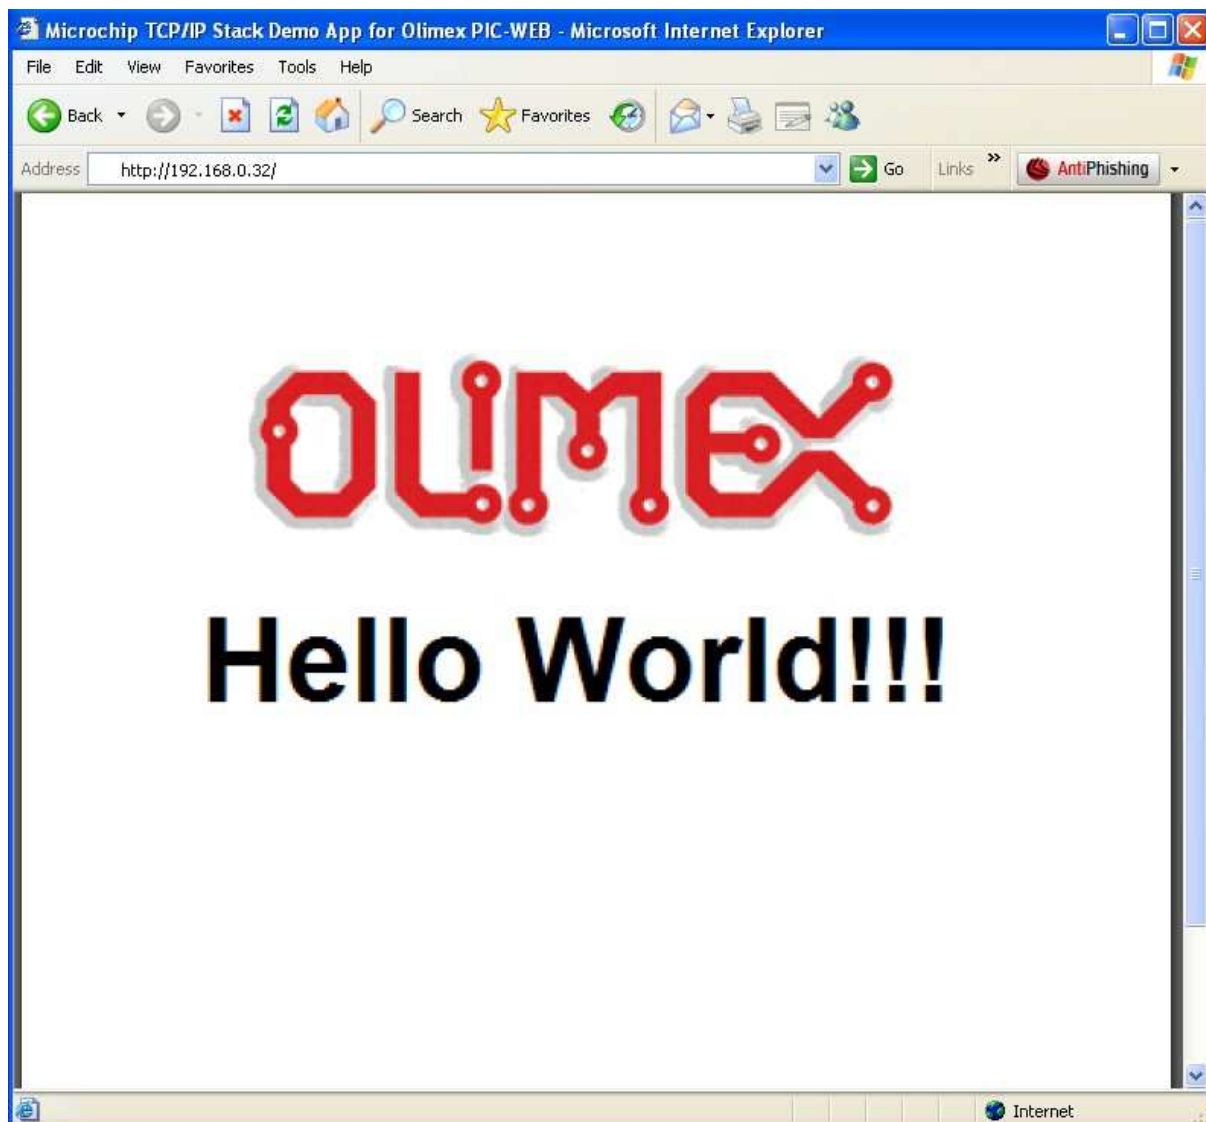 Microchip TCP/IP Stack Demo App for Olimex PIC-WEB - Microsoft Internet Explorer
File Edit View Favorites Tools Help
Back Search Favorites
Address http://192.168.0.32/ Go Links » AntiPhishing
OLIMEX
Hello World!!!
Internet